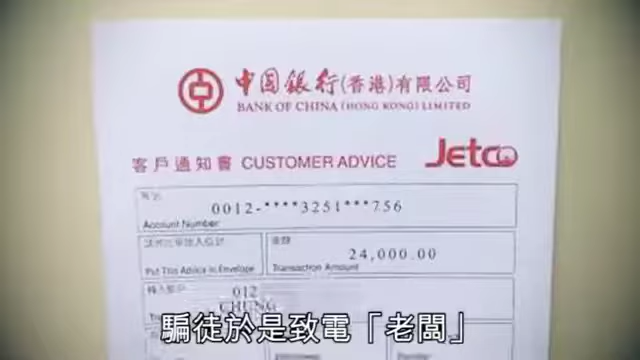 中国銀行(香港)有限公司
BANK OF CHINA (HONG KONG) LIMITED
Jetco
客戶通知書 CUSTOMER ADVICE
0012-****3251***756
Account Number
金額
24,000.00
Put This Advice In Envelope
Transaction Amount
012
CHUNG
騙徒於是致電「老闆」